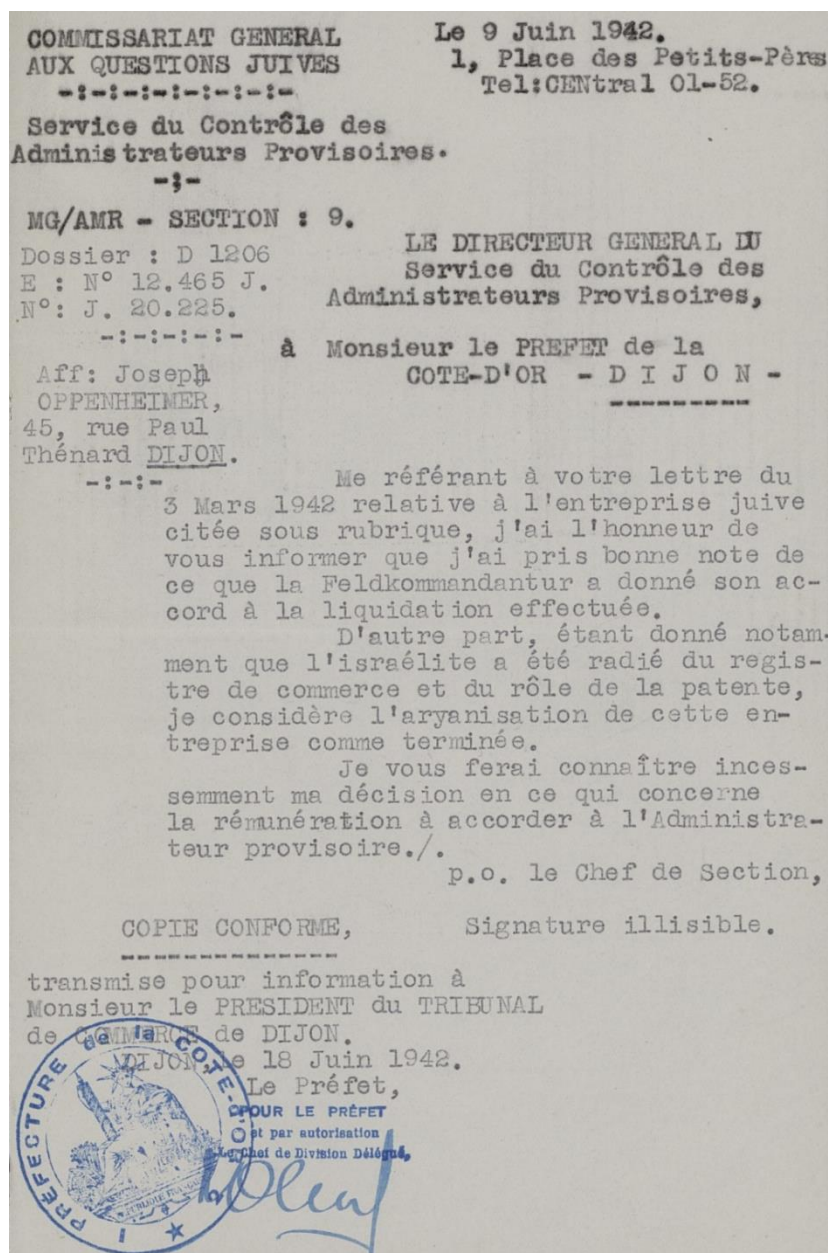 COMMISSARIAT GENERAL
AUX QUESTIONS JUIVES
-:-:-:-:-:-:-:-
Service du Contrôle des
Administrateurs Provisoires.
-:-
Le 9 Juin 1942.
1, Place des Petits-Pères
Tel:CENtral 01-52.
MG/AMR - SECTION : 9.
Dossier : D 1206
E : N° 12.465 J.
N°: J. 20.225.
-:-:-:-:-
Aff: Joseph
OPPENHEIMER,
45, rue Paul
Thénard DIJON.
-:-:-
LE DIRECTEUR GENERAL DU
Service du Contrôle des
Administrateurs Provisoires,
à Monsieur le PREFET de la
COTE-D'OR - D I J O N -
---------
Me référant à votre lettre du
3 Mars 1942 relative à l'entreprise juive
citée sous rubrique, j'ai l'honneur de
vous informer que j'ai pris bonne note de
ce que la Feldkommandantur a donné son ac-
cord à la liquidation effectuée.
D'autre part, étant donné notam-
ment que l'israélite a été radié du regis-
tre de commerce et du rôle de la patente,
je considère l'aryanisation de cette en-
treprise comme terminée.
Je vous ferai connaître inces-
semment ma décision en ce qui concerne
la rémunération à accorder à l'Administra-
teur provisoire./.
p.o. le Chef de Section,
COPIE CONFORME,
Signature illisible.
--------------
transmise pour information à
Monsieur le PRESIDENT du TRIBUNAL
de COMMERCE de DIJON.
DIJON, le 18 Juin 1942.
Le Préfet,
POUR LE PRÉFET
et par autorisation
Le Chef de Division Délégué,
PRÉFECTURE de la COTE-D'OR